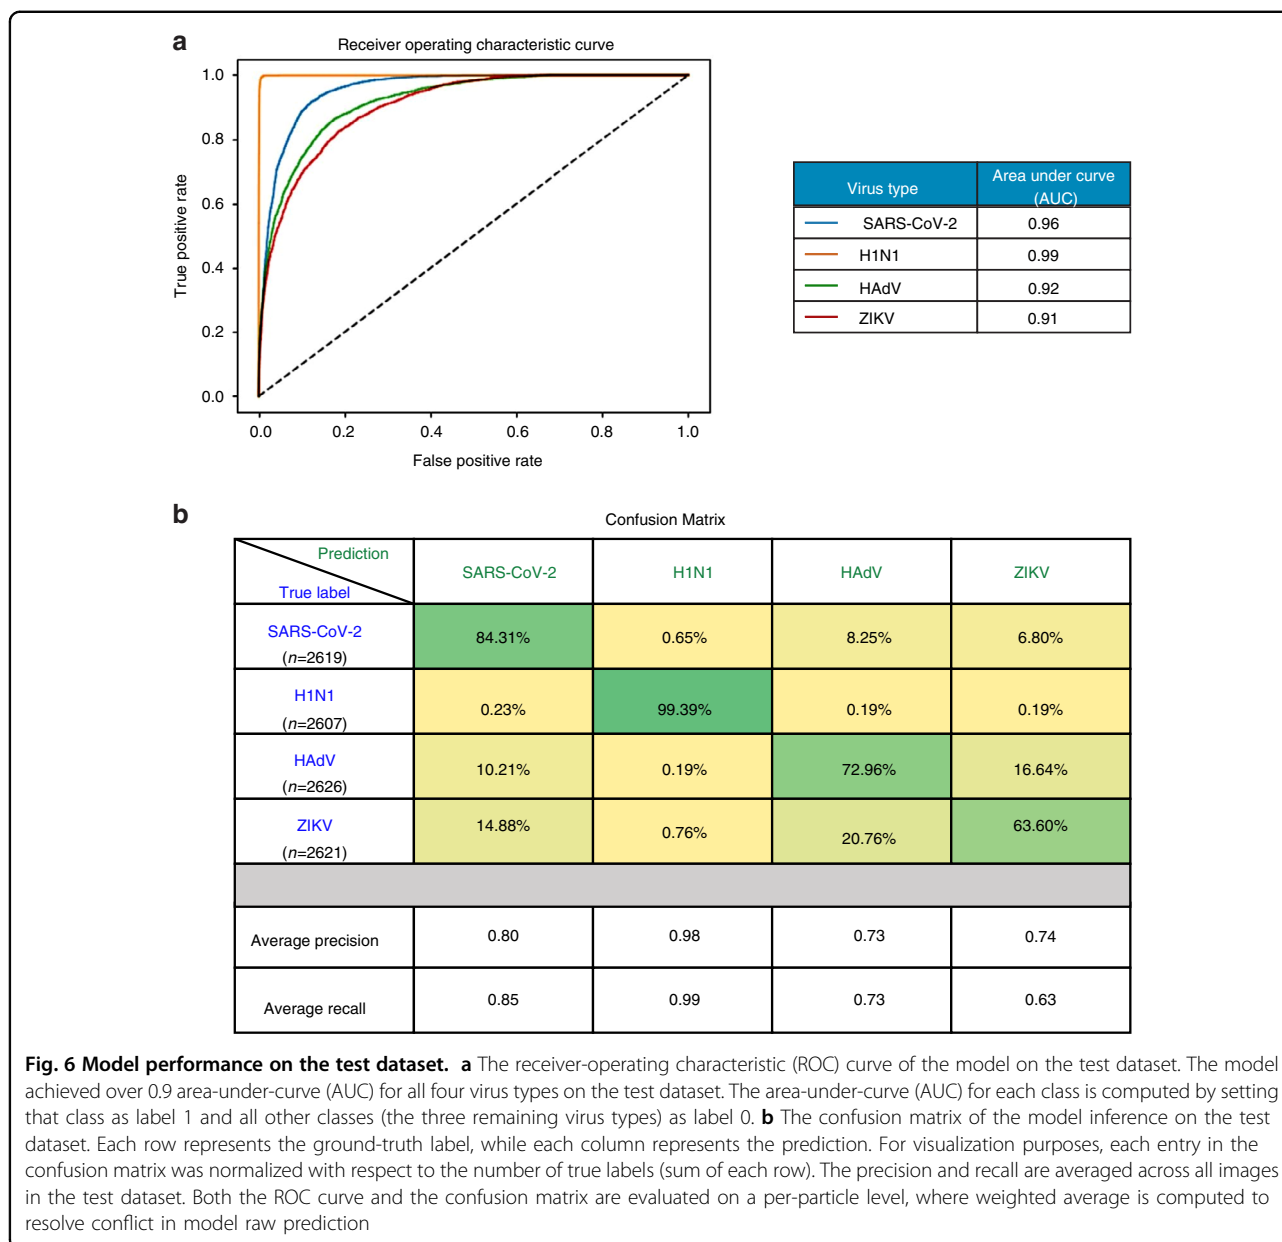 a
Receiver operating characteristic curve
1.0
0.8
0.6
0.4
0.2
0.0
True positive rate
0.0 0.2 0.4 0.6 0.8 1.0
False positive rate
Virus type Area under curve
(AUC)
SARS-CoV-2 0.96
H1N1 0.99
HAdV 0.92
ZIKV 0.91
b
Confusion Matrix
Prediction
True label
SARS-CoV-2 H1N1 HAdV ZIKV
SARS-CoV-2
(n=2619)
84.31% 0.65% 8.25% 6.80%
H1N1
(n=2607)
0.23% 99.39% 0.19% 0.19%
HAdV
(n=2626)
10.21% 0.19% 72.96% 16.64%
ZIKV
(n=2621)
14.88% 0.76% 20.76% 63.60%
Average precision 0.80 0.98 0.73 0.74
Average recall 0.85 0.99 0.73 0.63
Fig. 6 Model performance on the test dataset. a The receiver-operating characteristic (ROC) curve of the model on the test dataset. The model
achieved over 0.9 area-under-curve (AUC) for all four virus types on the test dataset. The area-under-curve (AUC) for each class is computed by setting
that class as label 1 and all other classes (the three remaining virus types) as label 0. b The confusion matrix of the model inference on the test
dataset. Each row represents the ground-truth label, while each column represents the prediction. For visualization purposes, each entry in the
confusion matrix was normalized with respect to the number of true labels (sum of each row). The precision and recall are averaged across all images
in the test dataset. Both the ROC curve and the confusion matrix are evaluated on a per-particle level, where weighted average is computed to
resolve conflict in model raw prediction